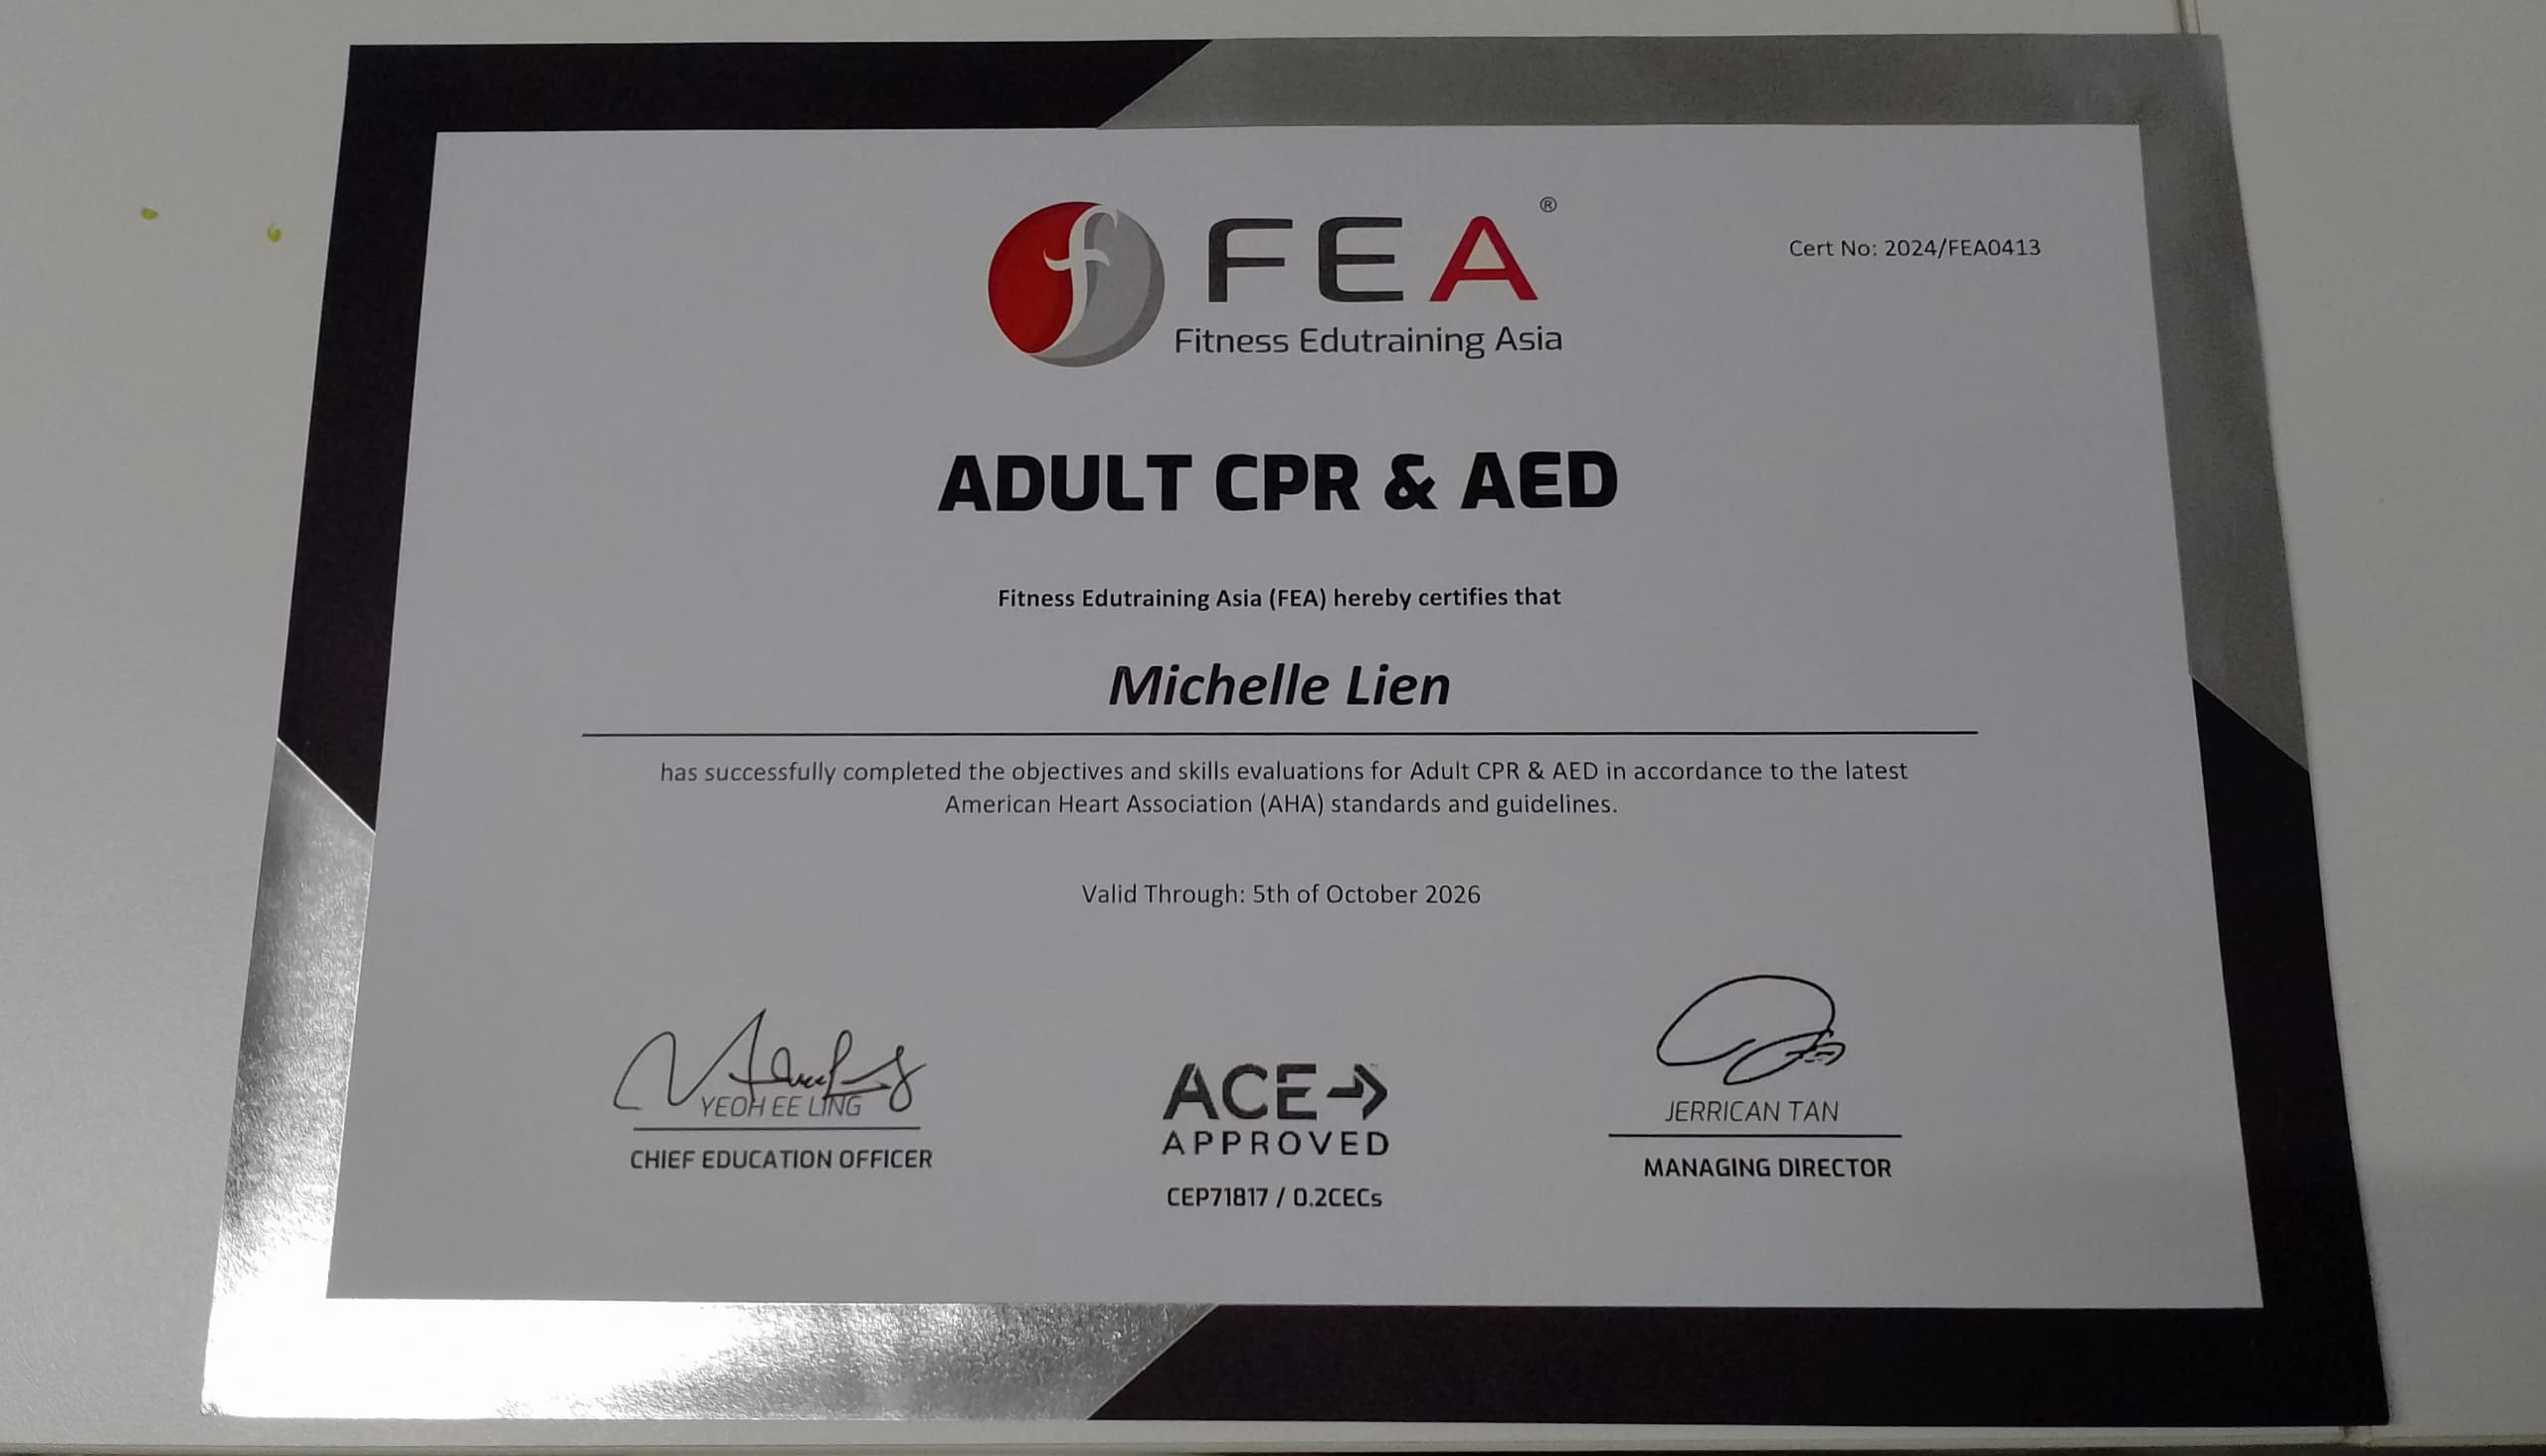 FEA®
Fitness Edutraining Asia
Cert No: 2024/FEA0413
ADULT CPR & AED
Fitness Edutraining Asia (FEA) hereby certifies that
Michelle Lien
has successfully completed the objectives and skills evaluations for Adult CPR & AED in accordance to the latest
American Heart Association (AHA) standards and guidelines.
Valid Through: 5th of October 2026
YEOH EE LING
CHIEF EDUCATION OFFICER
ACE
APPROVED
CEP71817 / 0.2CECs
JERRICAN TAN
MANAGING DIRECTOR